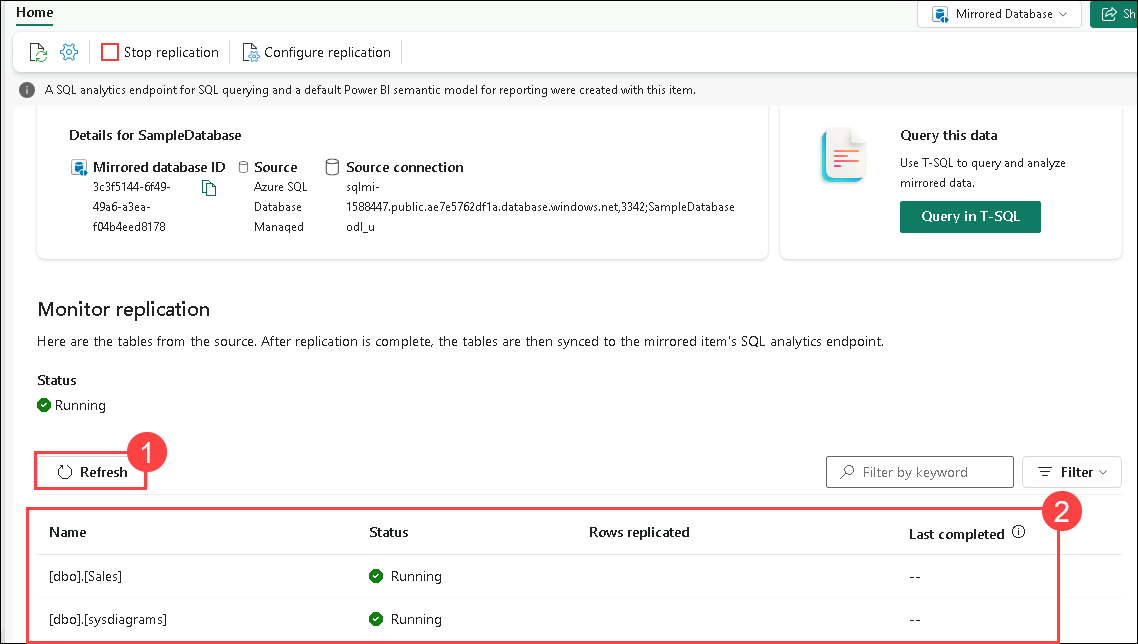 Home
Mirrored Database
Sh
Stop replication
Configure replication
A SQL analytics endpoint for SQL querying and a default Power BI semantic model for reporting were created with this item.
Details for SampleDatabase
Mirrored database ID
3c3f5144-6f49-
49a6-a3ea-
f04b4eed8178
Source
Azure SQL
Database
Managed
Source connection
sqlmi-
1588447.public.ae7e5762df1a.database.windows.net,3342;SampleDatabase
odl_u
Query this data
Use T-SQL to query and analyze
mirrored data.
Query in T-SQL
Monitor replication
Here are the tables from the source. After replication is complete, the tables are then synced to the mirrored item's SQL analytics endpoint.
Status
Running
1
Refresh
Filter by keyword
Filter
2
Name Status Rows replicated Last completed
[dbo].[Sales] Running --
[dbo].[sysdiagrams] Running --